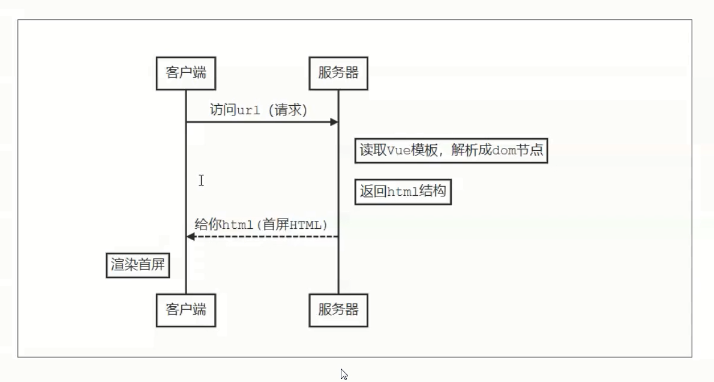 客户端
服务器
访问url (请求)
读取Vue模板，解析成dom节点
返回html结构
给你html(首屏HTML)
渲染首屏
客户端
服务器